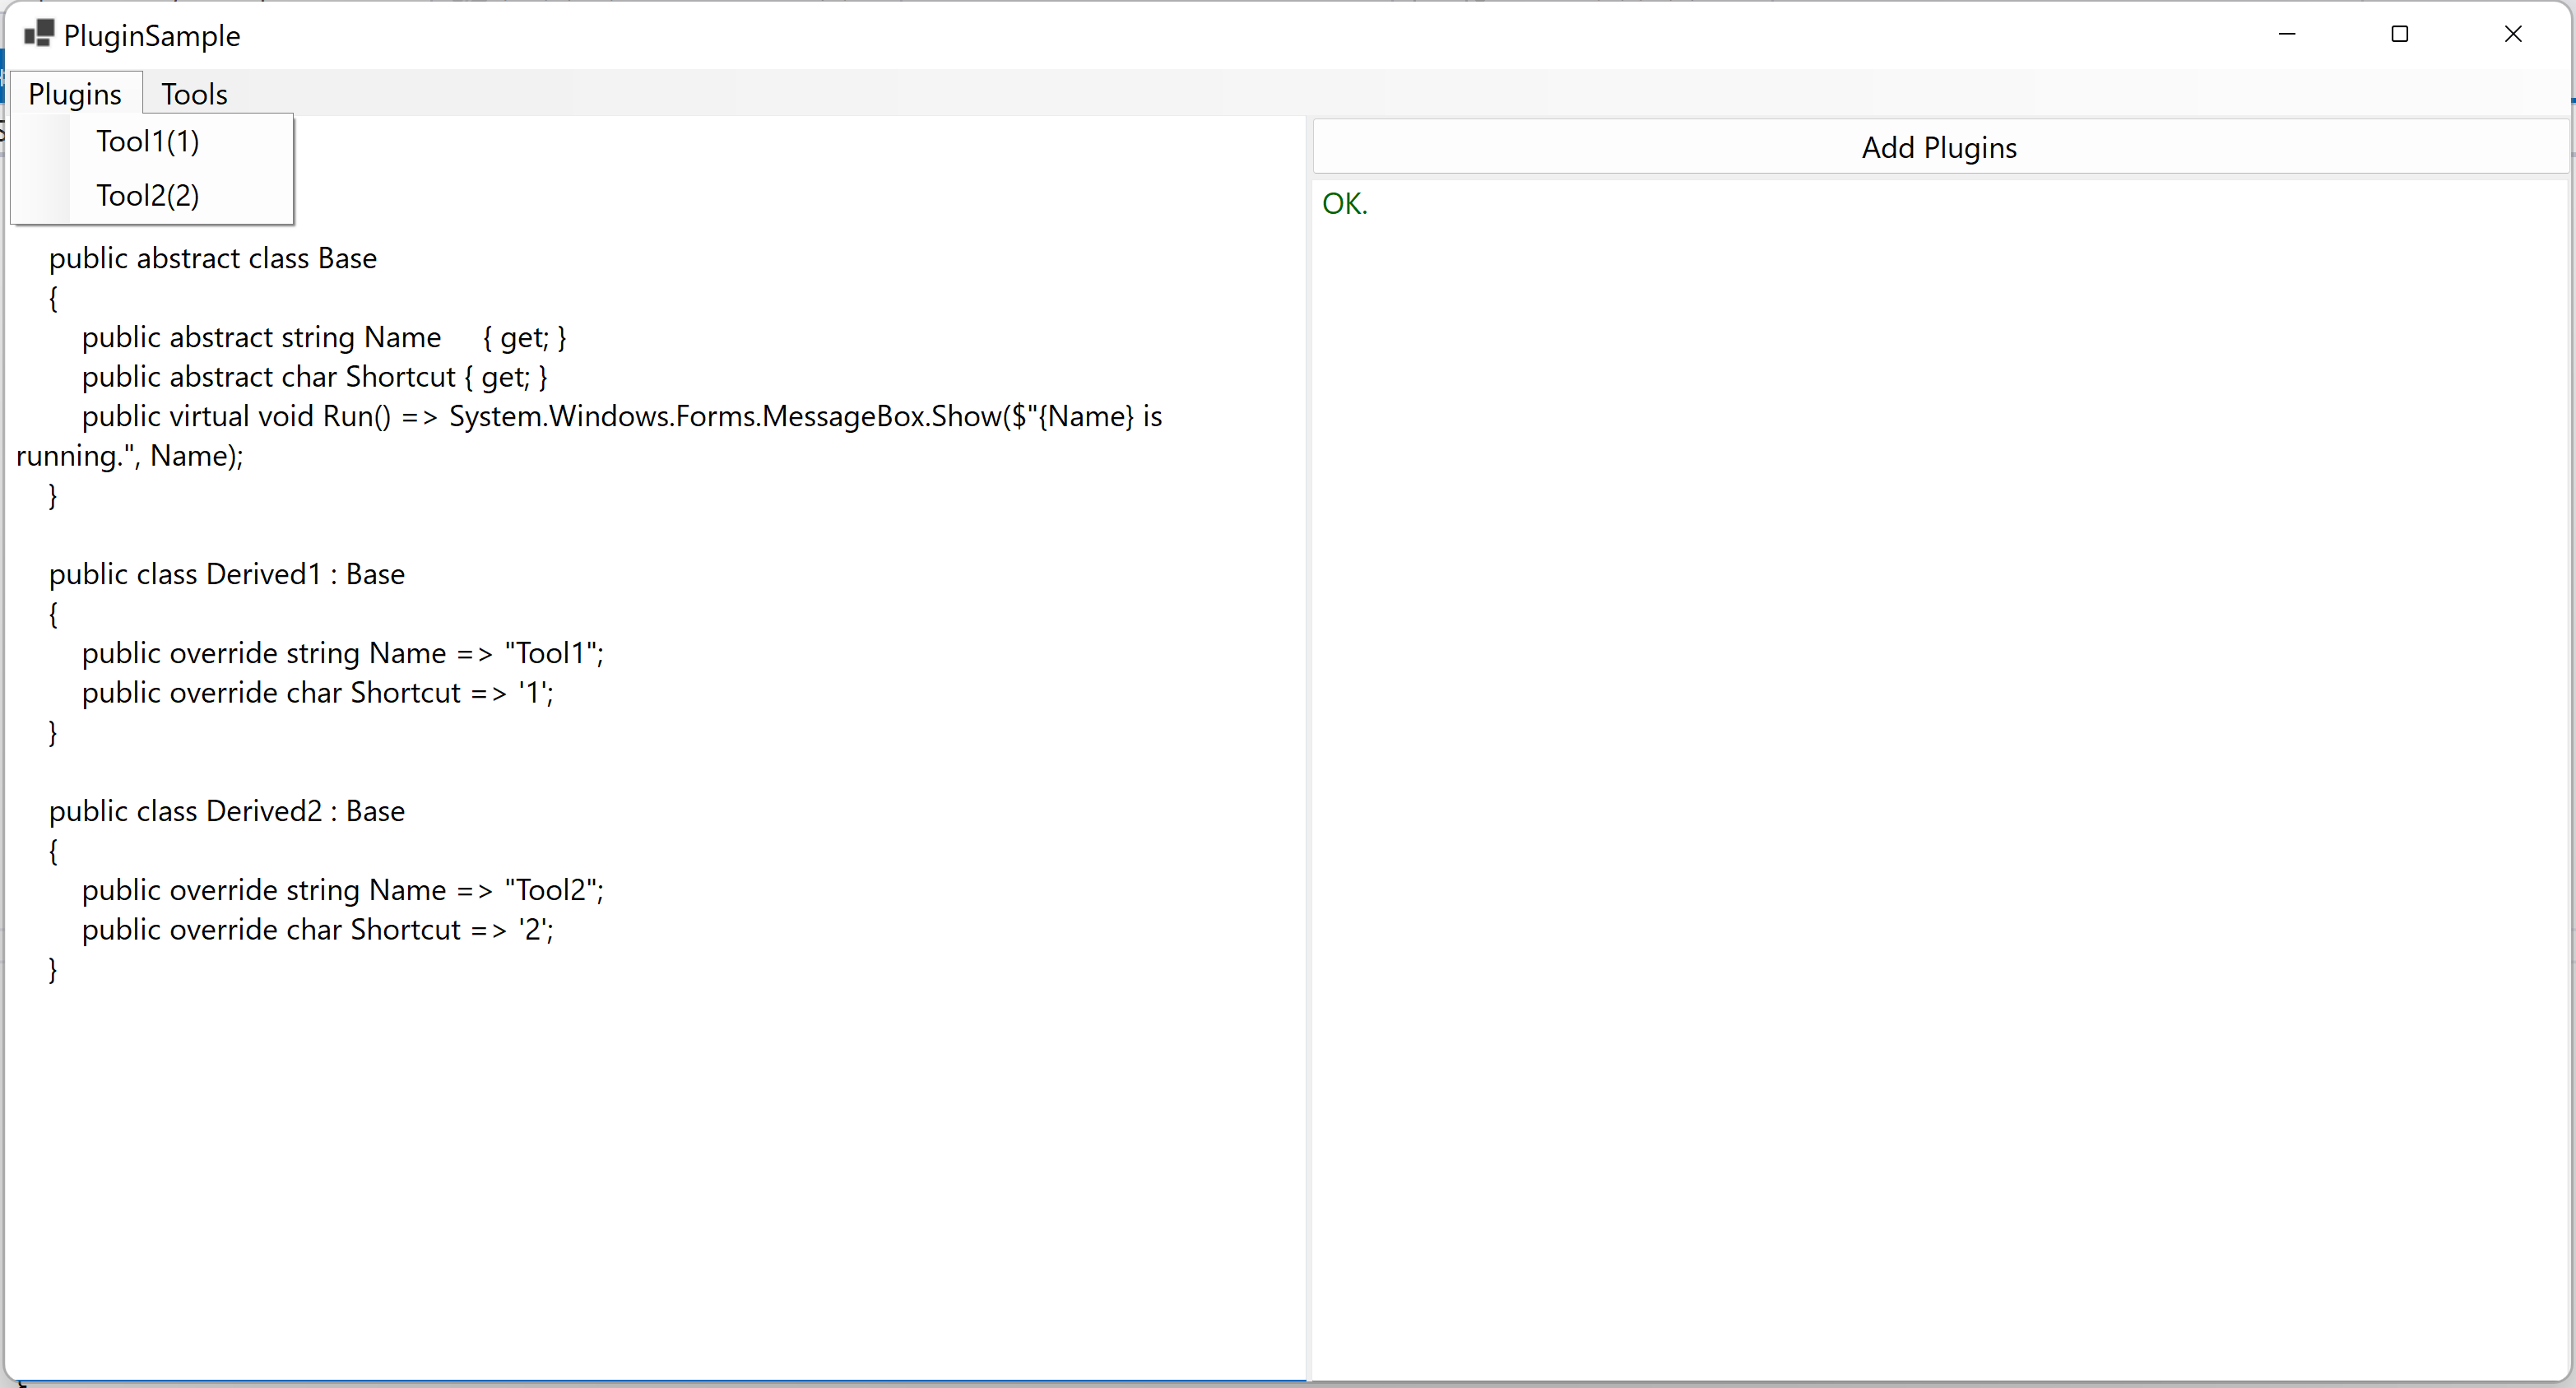 PluginSample
Plugins Tools
Tool1(1)
Tool2(2)
public abstract class Base
{
public abstract string Name { get; }
public abstract char Shortcut { get; }
public virtual void Run() => System.Windows.Forms.MessageBox.Show($"{Name} is
running.", Name);
}
public class Derived1 : Base
{
public override string Name => "Tool1";
public override char Shortcut => '1';
}
public class Derived2 : Base
{
public override string Name => "Tool2";
public override char Shortcut => '2';
}
Add Plugins
OK.